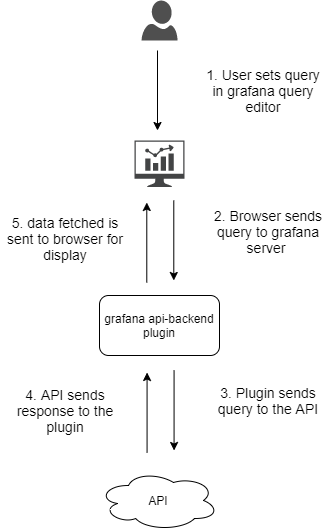 1. User sets query
in grafana query
editor
5. data fetched is
sent to browser for
display
2. Browser sends
query to grafana
server
grafana api-backend
plugin
4. API sends
response to the
plugin
3. Plugin sends
query to the API
API